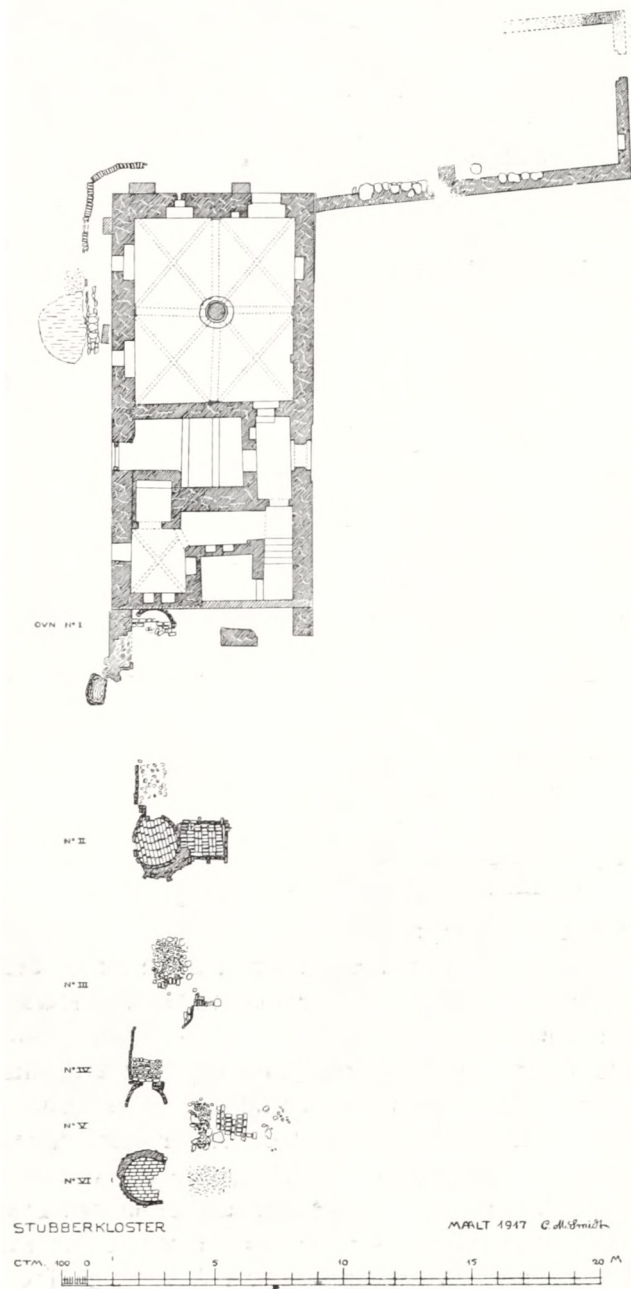 OVN Nº I
Nº II
Nº III
Nº IV
Nº V
Nº VI
STUBBERKLOSTER
MAALT 1917 C. M. Smidt
CTM. 100 0 5 10 15 20 M